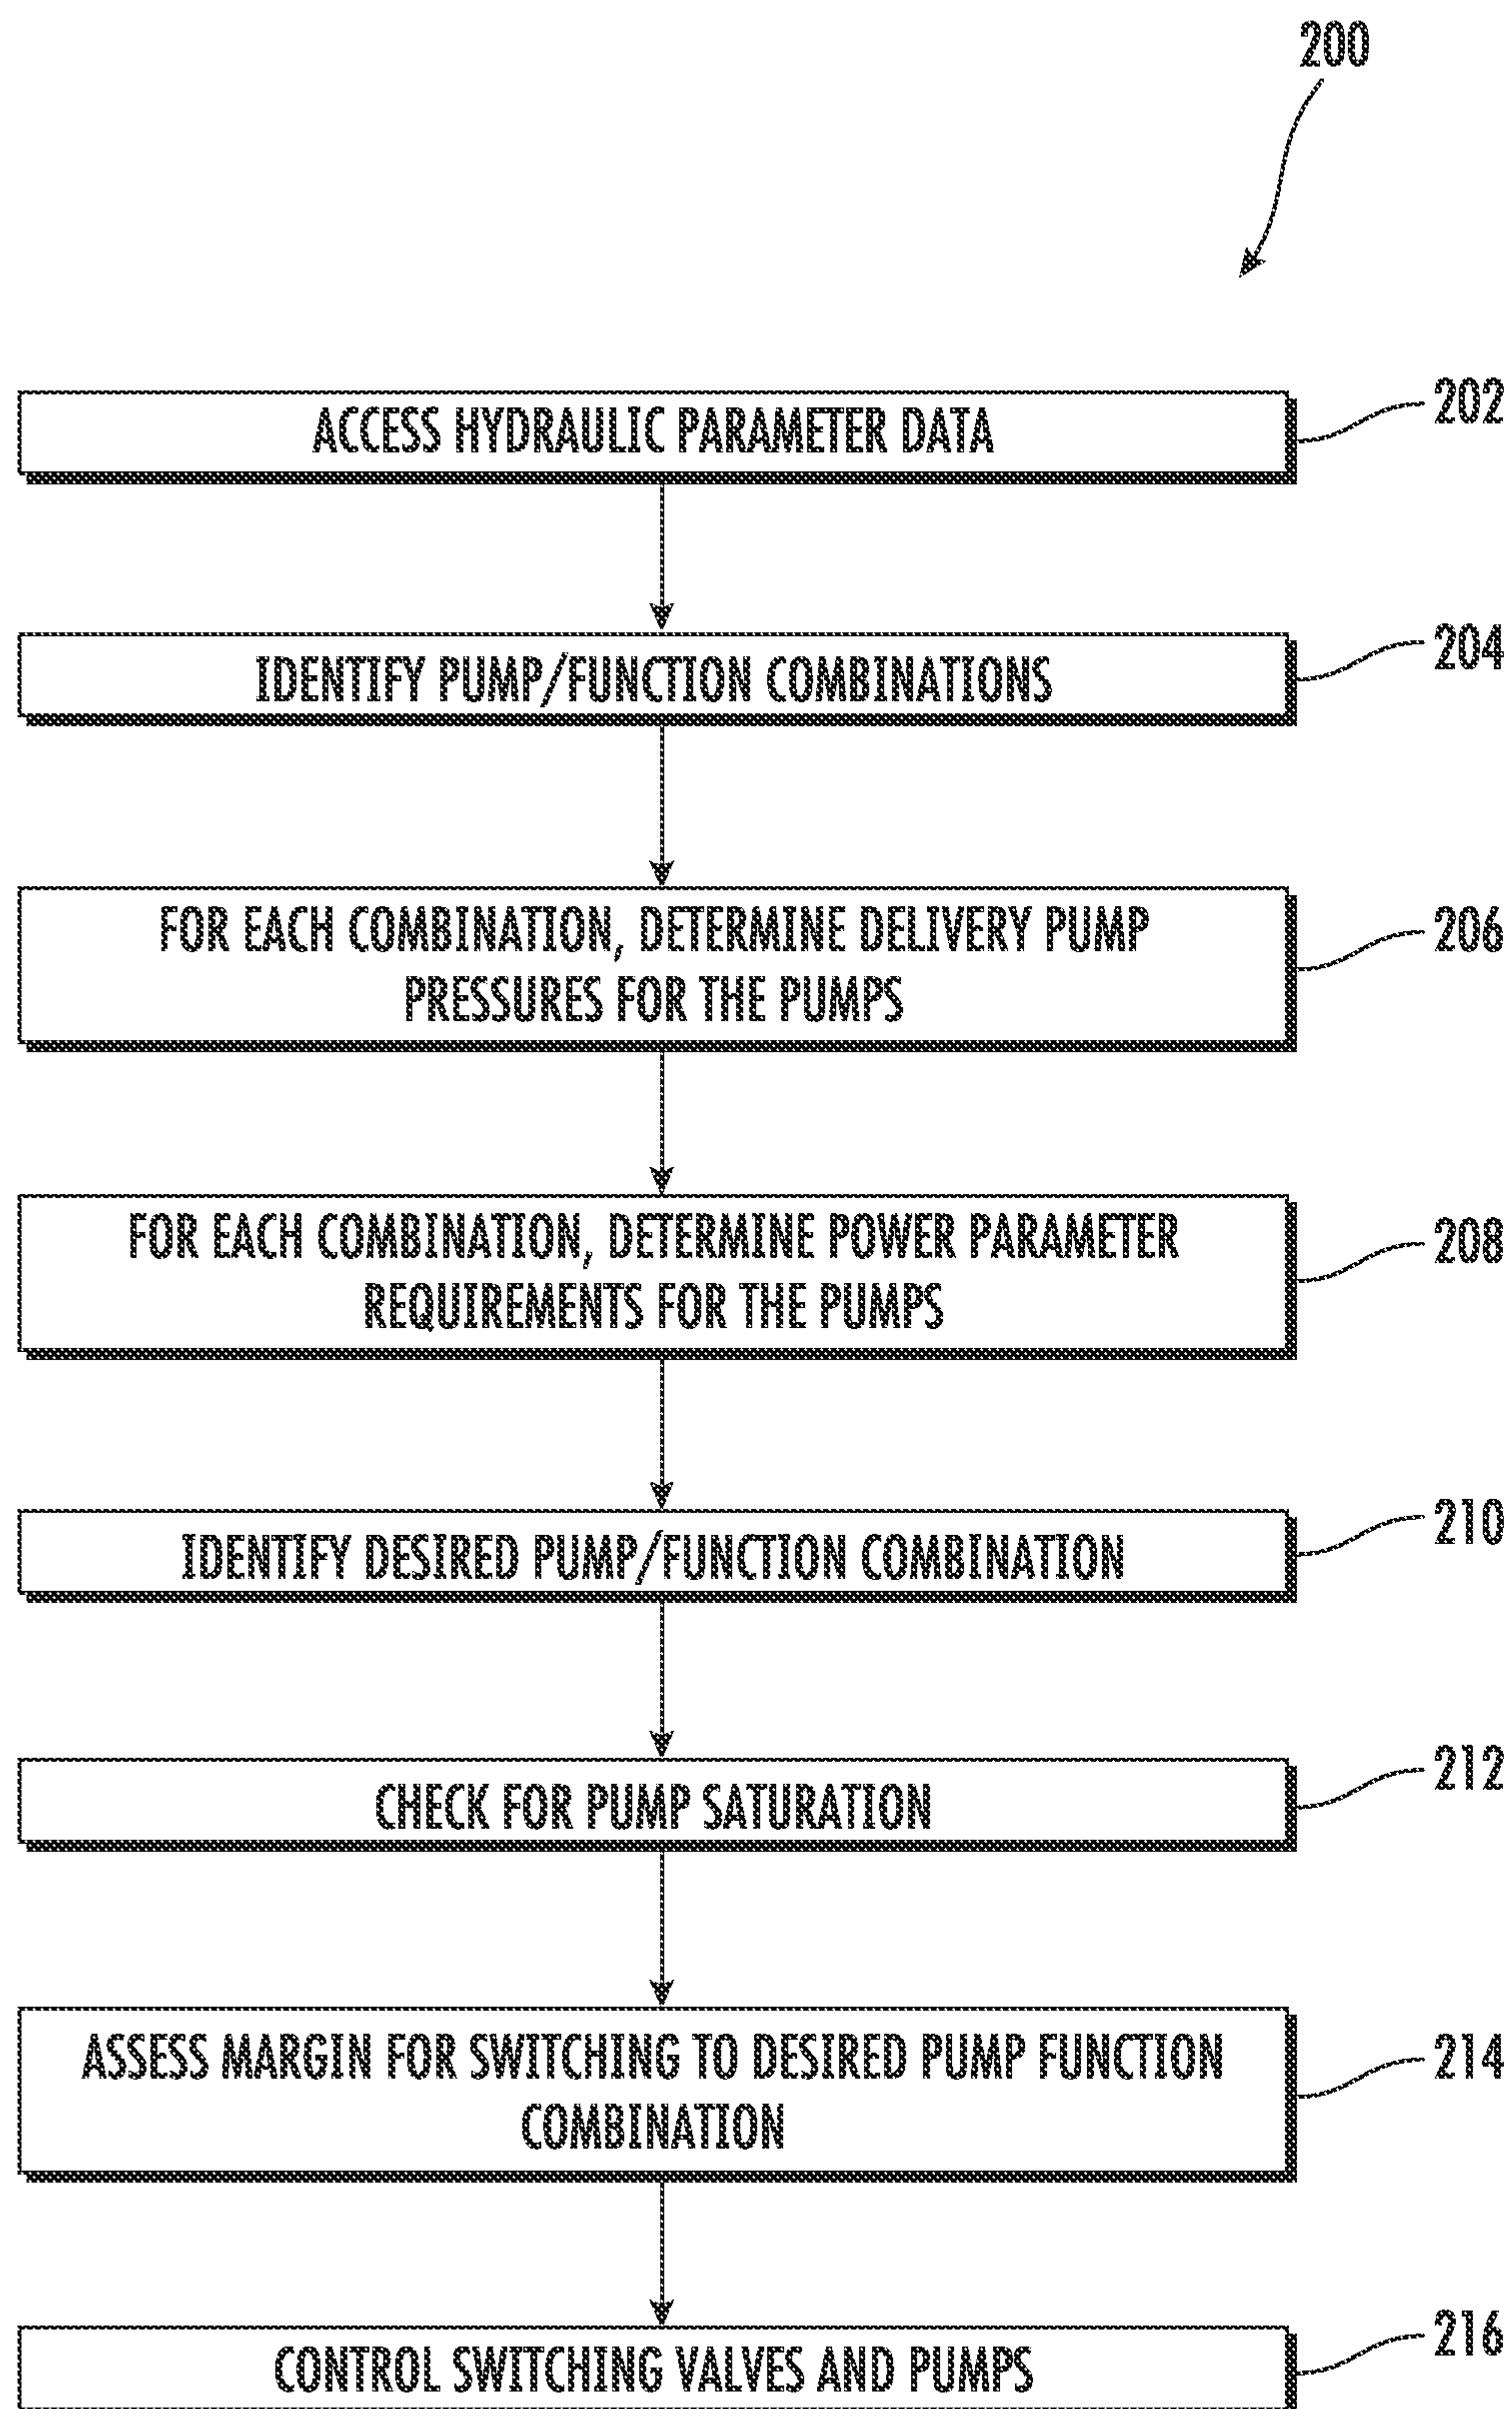 200
ACCESS HYDRAULIC PARAMETER DATA
202
IDENTIFY PUMP/FUNCTION COMBINATIONS
204
FOR EACH COMBINATION, DETERMINE DELIVERY PUMP
PRESSURES FOR THE PUMPS
206
FOR EACH COMBINATION, DETERMINE POWER PARAMETER
REQUIREMENTS FOR THE PUMPS
208
IDENTIFY DESIRED PUMP/FUNCTION COMBINATION
210
CHECK FOR PUMP SATURATION
212
ASSESS MARGIN FOR SWITCHING TO DESIRED PUMP FUNCTION
COMBINATION
214
CONTROL SWITCHING VALVES AND PUMPS
216